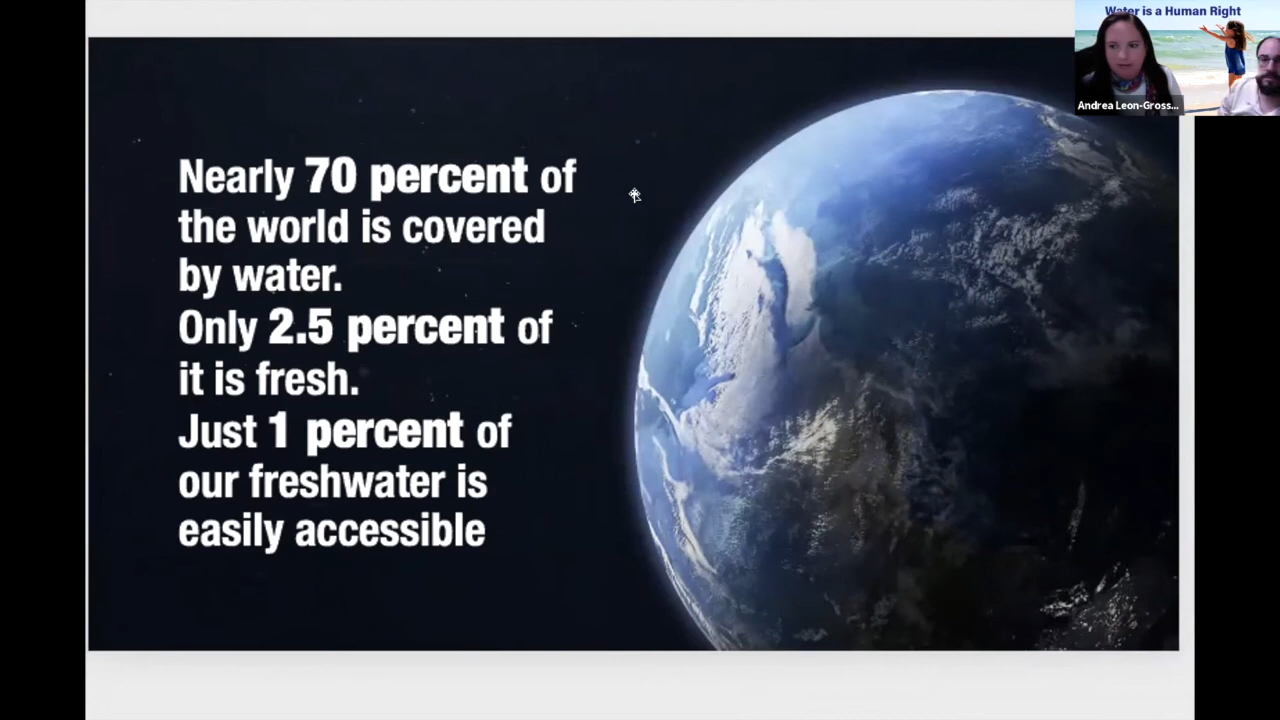 Water is a Human Right
Andrea Leon-Gross...
Nearly 70 percent of
the world is covered
by water.
Only 2.5 percent of
it is fresh.
Just 1 percent of
our freshwater is
easily accessible